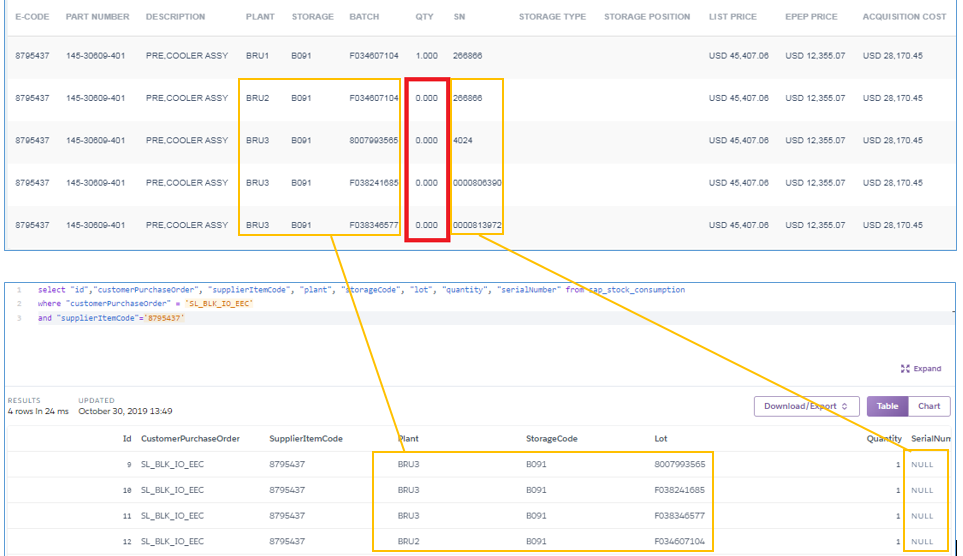 E-CODE PART NUMBER DESCRIPTION PLANT STORAGE BATCH QTY SN STORAGE TYPE STORAGE POSITION LIST PRICE EPEP PRICE ACQUISITION COST
8795437 145-30609-401 PRE,COOLER ASSY BRU1 B091 F034607104 1.000 266866 USD 45,407.06 USD 12,355.07 USD 28,170.45
8795437 145-30609-401 PRE,COOLER ASSY BRU2 B091 F034607104 0.000 266866 USD 45,407.06 USD 12,355.07 USD 28,170.45
8795437 145-30609-401 PRE,COOLER ASSY BRU3 B091 8007993565 0.000 4024 USD 45,407.06 USD 12,355.07 USD 28,170.45
8795437 145-30609-401 PRE,COOLER ASSY BRU3 B091 F038241685 0.000 0000806390 USD 45,407.06 USD 12,355.07 USD 28,170.45
8795437 145-30609-401 PRE,COOLER ASSY BRU3 B091 F038346577 0.000 0000813972 USD 45,407.06 USD 12,355.07 USD 28,170.45
1 select "id","customerPurchaseOrder", "supplierItemCode", "plant", "storageCode", "lot", "quantity", "serialNumber" from sap_stock_consumption
2 where "customerPurchaseOrder" = 'SL_BLK_IO_EEC'
3 and "supplierItemCode"='8795437'
Expand
RESULTS UPDATED
4 rows in 24 ms October 30, 2019 13:49
Download/Export Table Chart
Id CustomerPurchaseOrder SupplierItemCode Plant StorageCode Lot Quantity SerialNum
9 SL_BLK_IO_EEC 8795437 BRU3 B091 8007993565 1 NULL
10 SL_BLK_IO_EEC 8795437 BRU3 B091 F038241685 1 NULL
11 SL_BLK_IO_EEC 8795437 BRU3 B091 F038346577 1 NULL
12 SL_BLK_IO_EEC 8795437 BRU2 B091 F034607104 1 NULL